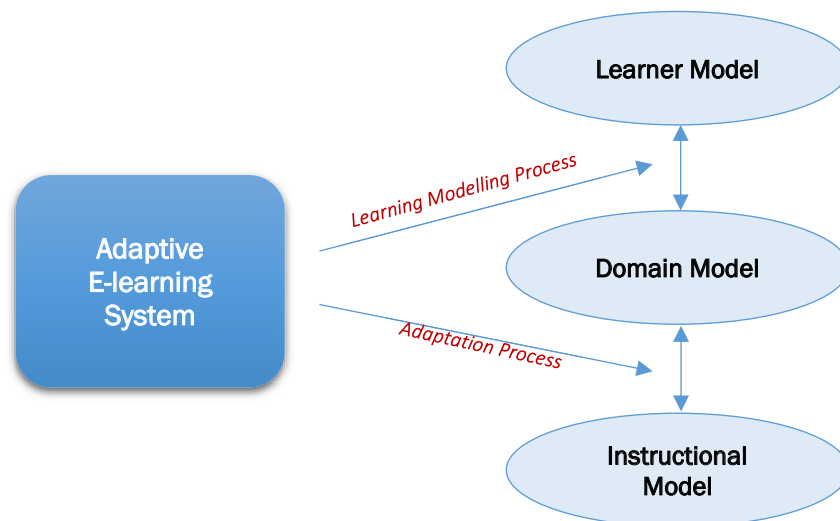 Learner Model
Learning Modelling Process
Adaptive
E-learning
System
Domain Model
Adaptation Process
Instructional
Model